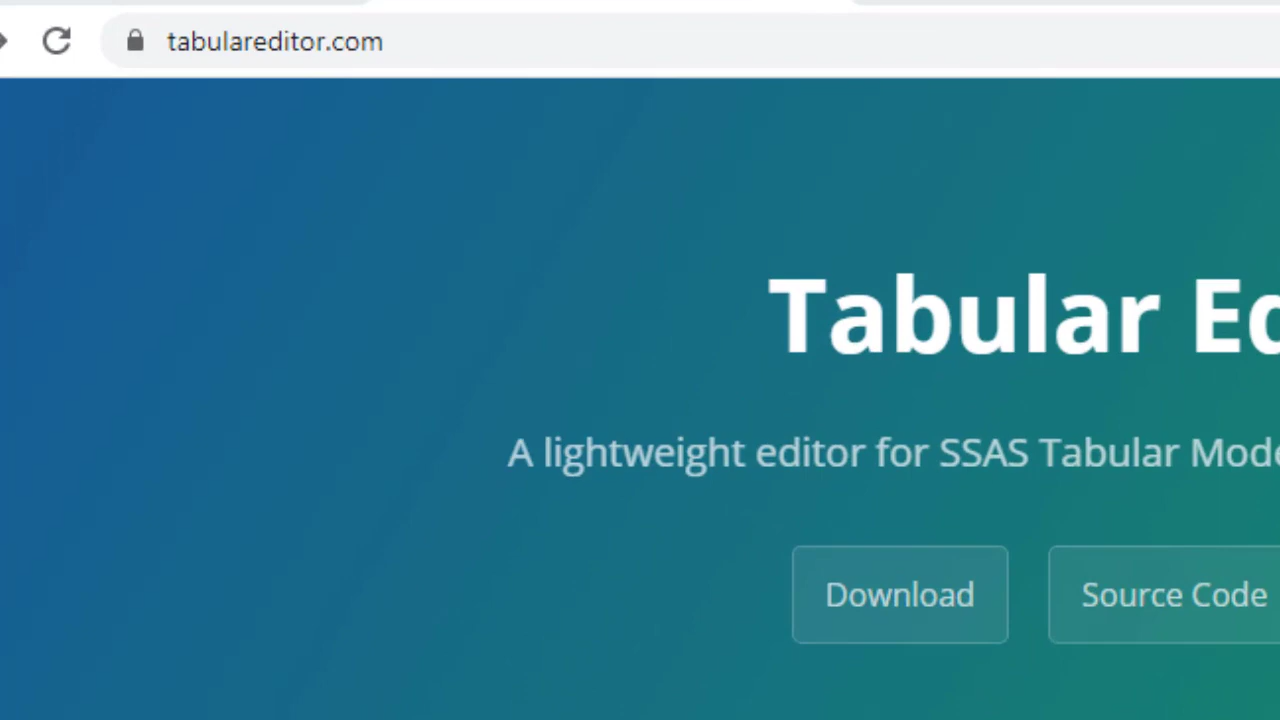 tabulareditor.com
Tabular Ed
A lightweight editor for SSAS Tabular Mode
Download
Source Code